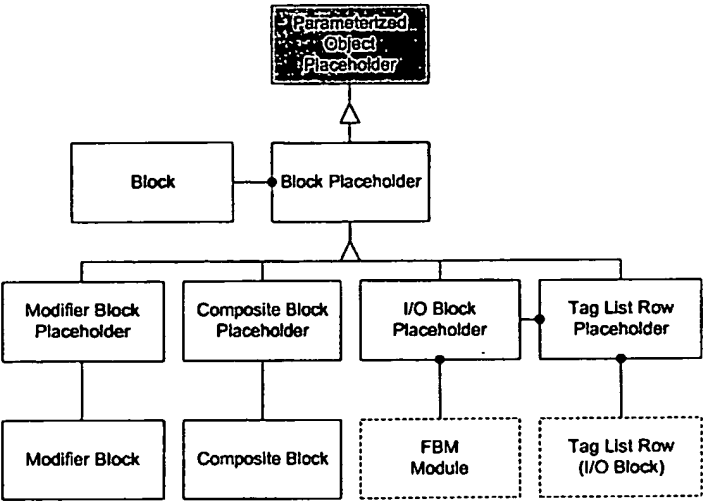 Parameterized
Object
Placeholder
Block
Block Placeholder
Modifier Block
Placeholder
Composite Block
Placeholder
I/O Block
Placeholder
Tag List Row
Placeholder
Modifier Block
Composite Block
FBM
Module
Tag List Row
(I/O Block)